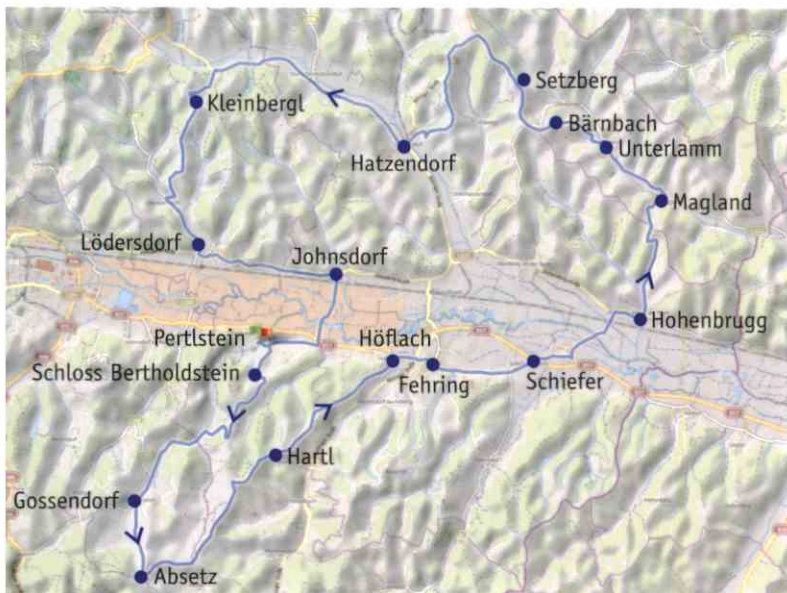 Setzberg
Kleinbergl
Bärnbach
Hatzendorf
Unterlamm
Magland
Lödersdorf
Johnsdorf
Hohenbrugg
Pertlstein
Höflach
Schloss Bertholdstein
Fehring
Schiefer
Hartl
Gossendorf
Absetz